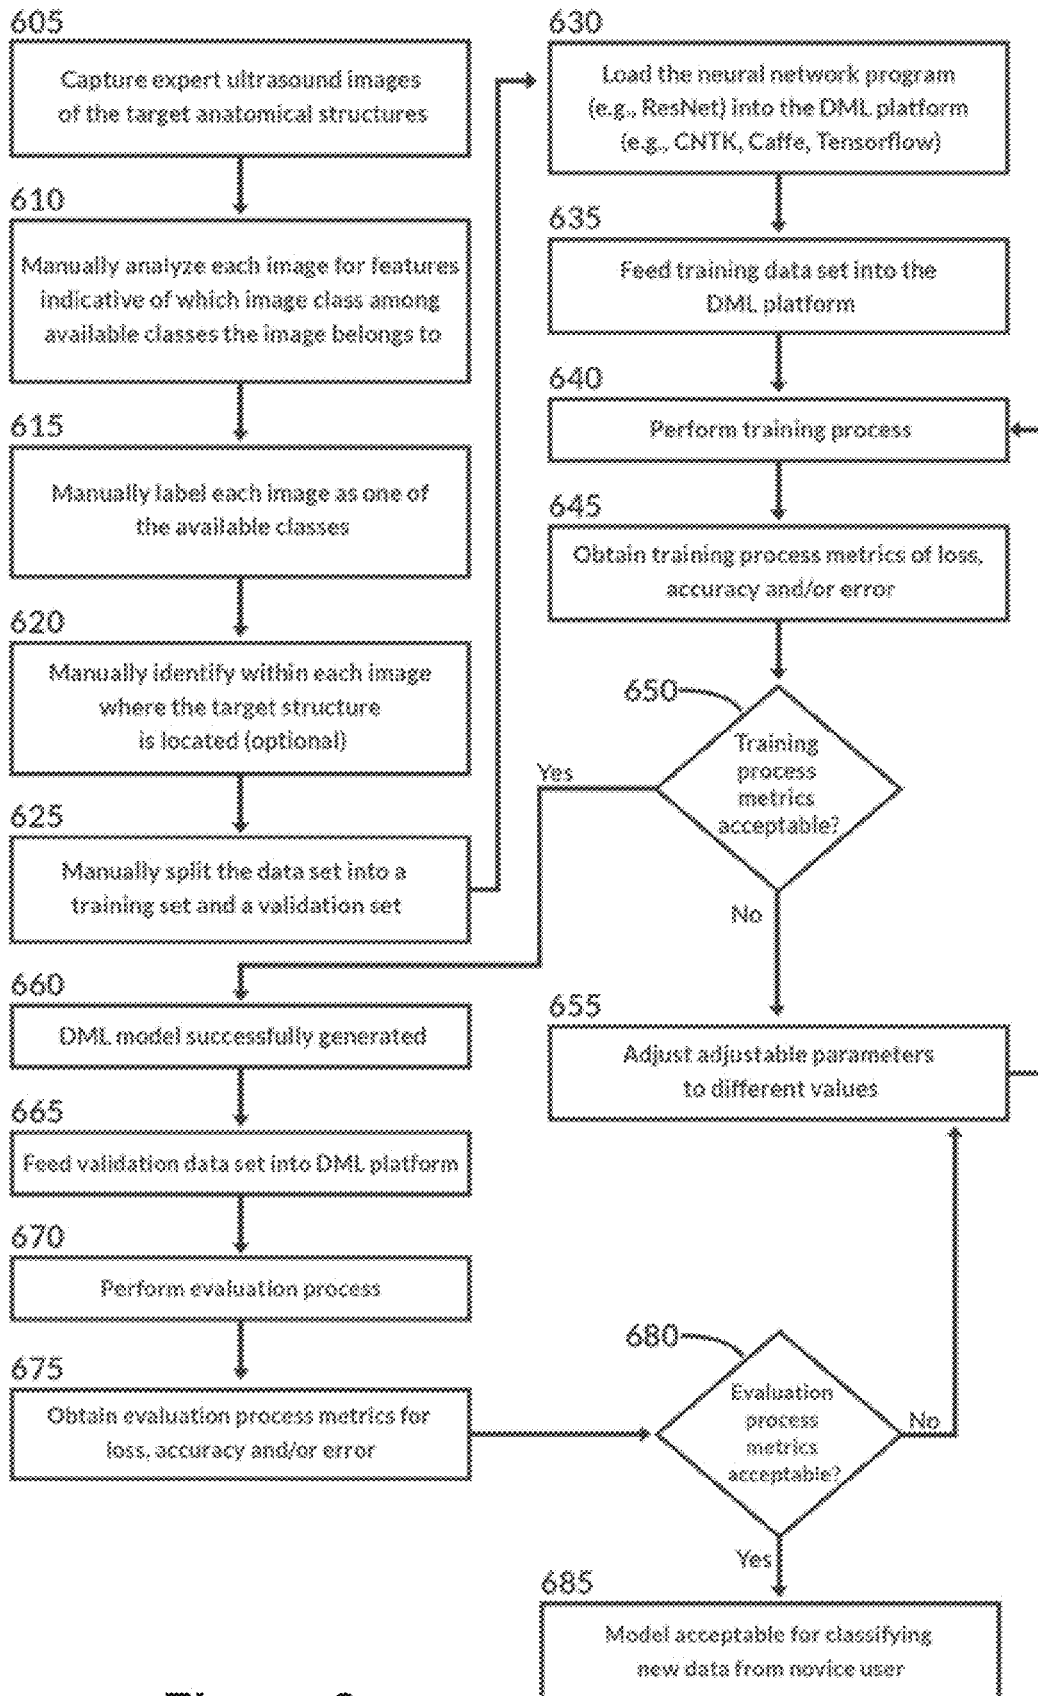 605
Capture expert ultrasound images
of the target anatomical structures
610
Manually analyze each image for features
indicative of which image class among
available classes the image belongs to
615
Manually label each image as one of
the available classes
620
Manually identify within each image
where the target structure
is located (optional)
625
Manually split the data set into a
training set and a validation set
630
Load the neural network program
(e.g., ResNet) into the DML platform
(e.g., CNTK, Caffe, Tensorflow)
635
Feed training data set into the
DML platform
640
Perform training process
645
Obtain training process metrics of loss,
accuracy and/or error
650
Training
process
metrics
acceptable?
Yes
No
655
Adjust adjustable parameters
to different values
660
DML model successfully generated
665
Feed validation data set into DML platform
670
Perform evaluation process
675
Obtain evaluation process metrics for
loss, accuracy and/or error
680
Evaluation
process
metrics
acceptable?
No
Yes
685
Model acceptable for classifying
new data from novice user